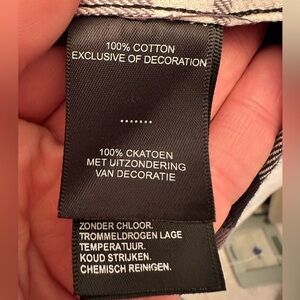 100% COTTON
EXCLUSIVE OF DECORATION
.......
100% CKATOEN
MET UITZONDERING
VAN DECORATIE
ZONDER CHLOOR.
TROMMELDROGEN LAGE
TEMPERATUUR.
KOUD STRIJKEN.
CHEMISCH REINIGEN.